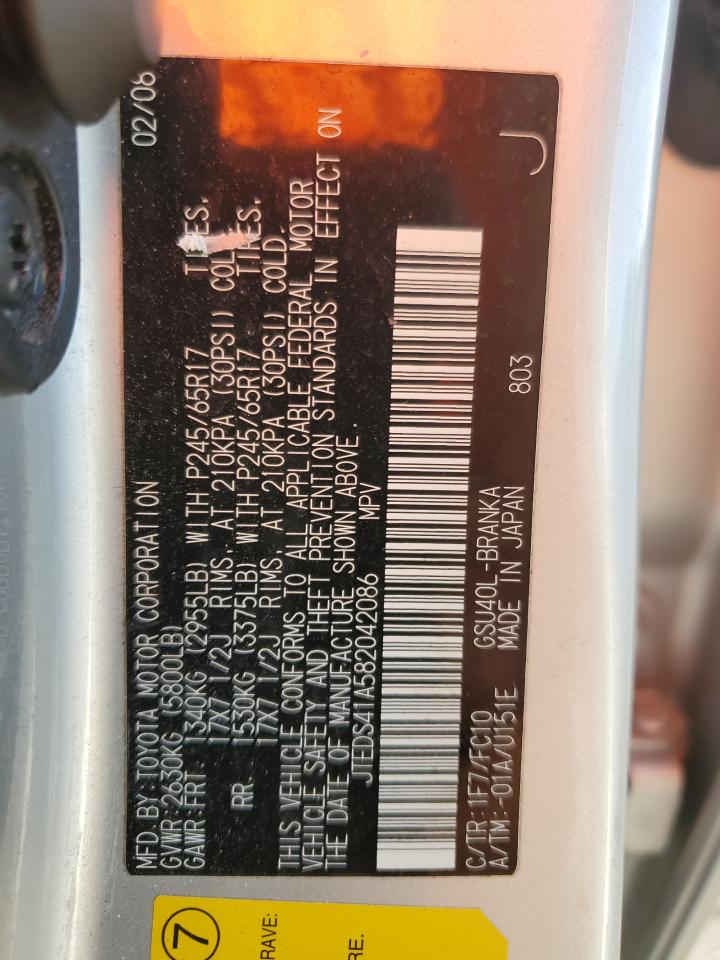 MFD.BY:TOYOTA MOTOR CORPORATION 02/08
GVWR:2630KG (5800LB)
GAWR:FRT 1340KG (2955LB) WITH P245/65R17 TIRES.
17X7 1/2J RIMS. AT 210KPA (30PSI) COLD
RR 1530KG (3375LB) WITH P245/65R17 TIRES.
17X7 1/2J RIMS. AT 210KPA (30PSI) COLD
THIS VEHICLE CONFORMS TO ALL APPLICABLE FEDERAL MOTOR
VEHICLE SAFETY AND THEFT PREVENTION STANDARDS IN EFFECT ON
THE DATE OF MANUFACTURE SHOWN ABOVE.
JTEDS41A582042086 MPV
C/TR:1F7/FC10 GSU40L-BRANKA
A/TM:-01A/U151E MADE IN JAPAN 803
J
7
RAVE:
RE.